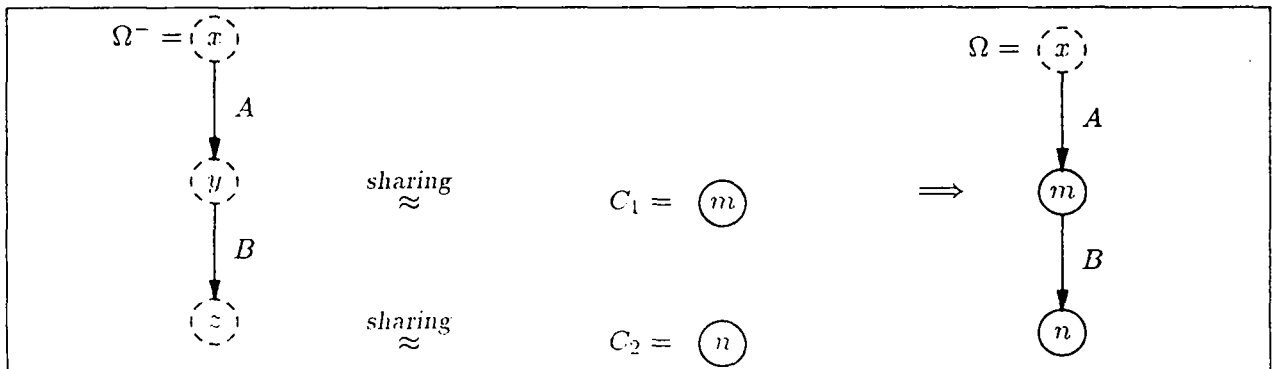 Ω⁻ = x
Ω = x
A
A
y
sharing
≈
C₁ = m
⟹
m
B
B
z
sharing
≈
C₂ = n
n